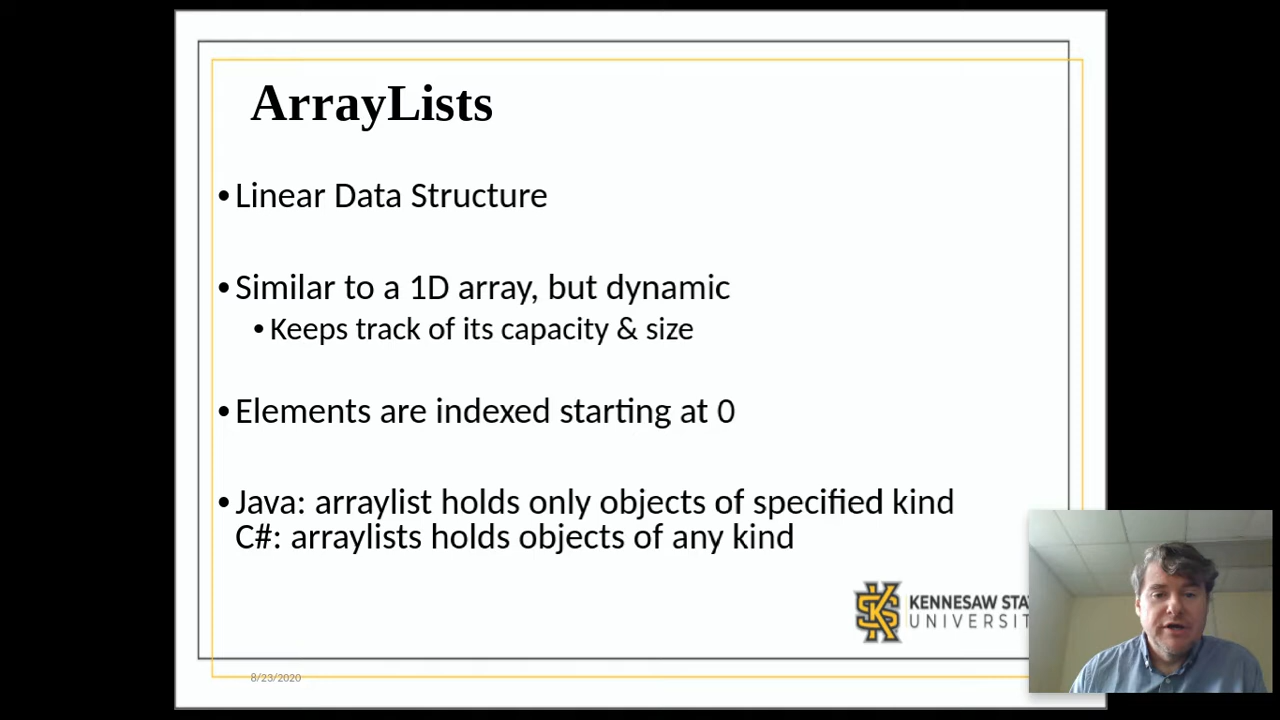 ArrayLists
•Linear Data Structure
•Similar to a 1D array, but dynamic
•Keeps track of its capacity & size
•Elements are indexed starting at 0
•Java: arraylist holds only objects of specified kind
C#: arraylists holds objects of any kind
KENNESAW STA
UNIVERSIT
8/23/2020